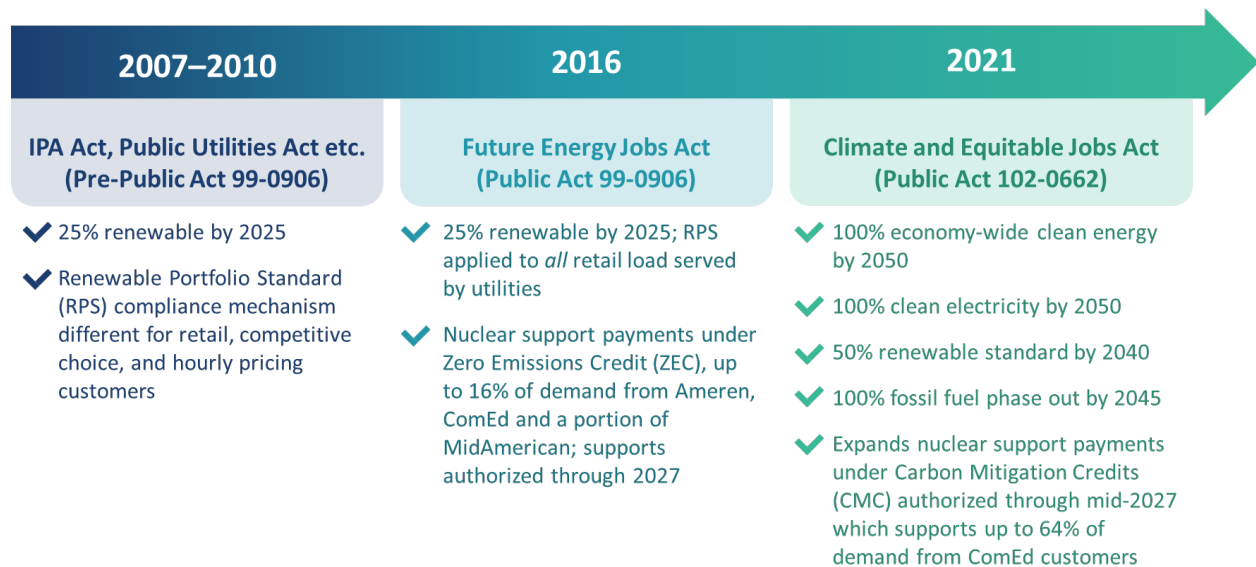 2007–2010
IPA Act, Public Utilities Act etc.
(Pre-Public Act 99-0906)
25% renewable by 2025
Renewable Portfolio Standard
(RPS) compliance mechanism
different for retail, competitive
choice, and hourly pricing
customers
2016
Future Energy Jobs Act
(Public Act 99-0906)
25% renewable by 2025; RPS
applied to all retail load served
by utilities
Nuclear support payments under
Zero Emissions Credit (ZEC), up
to 16% of demand from Ameren,
ComEd and a portion of
MidAmerican; supports
authorized through 2027
2021
Climate and Equitable Jobs Act
(Public Act 102-0662)
100% economy-wide clean energy
by 2050
100% clean electricity by 2050
50% renewable standard by 2040
100% fossil fuel phase out by 2045
Expands nuclear support payments
under Carbon Mitigation Credits
(CMC) authorized through mid-2027
which supports up to 64% of
demand from ComEd customers